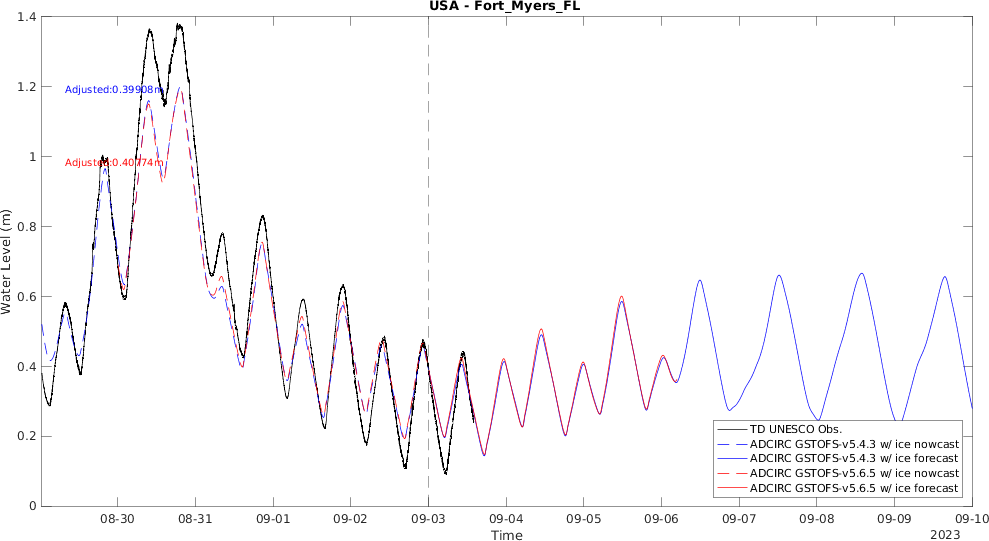 USA - Fort_Myers_FL
Water Level (m)
1.4
1.2
1
0.8
0.6
0.4
0.2
0
Adjusted:0.39908m
Adjusted:0.40774m
TD UNESCO Obs.
ADCIRC GSTOFS-v5.4.3 w/ ice nowcast
ADCIRC GSTOFS-v5.4.3 w/ ice forecast
ADCIRC GSTOFS-v5.6.5 w/ ice nowcast
ADCIRC GSTOFS-v5.6.5 w/ ice forecast
08-30 08-31 09-01 09-02 09-03 09-04 09-05 09-06 09-07 09-08 09-09 09-10
Time
2023